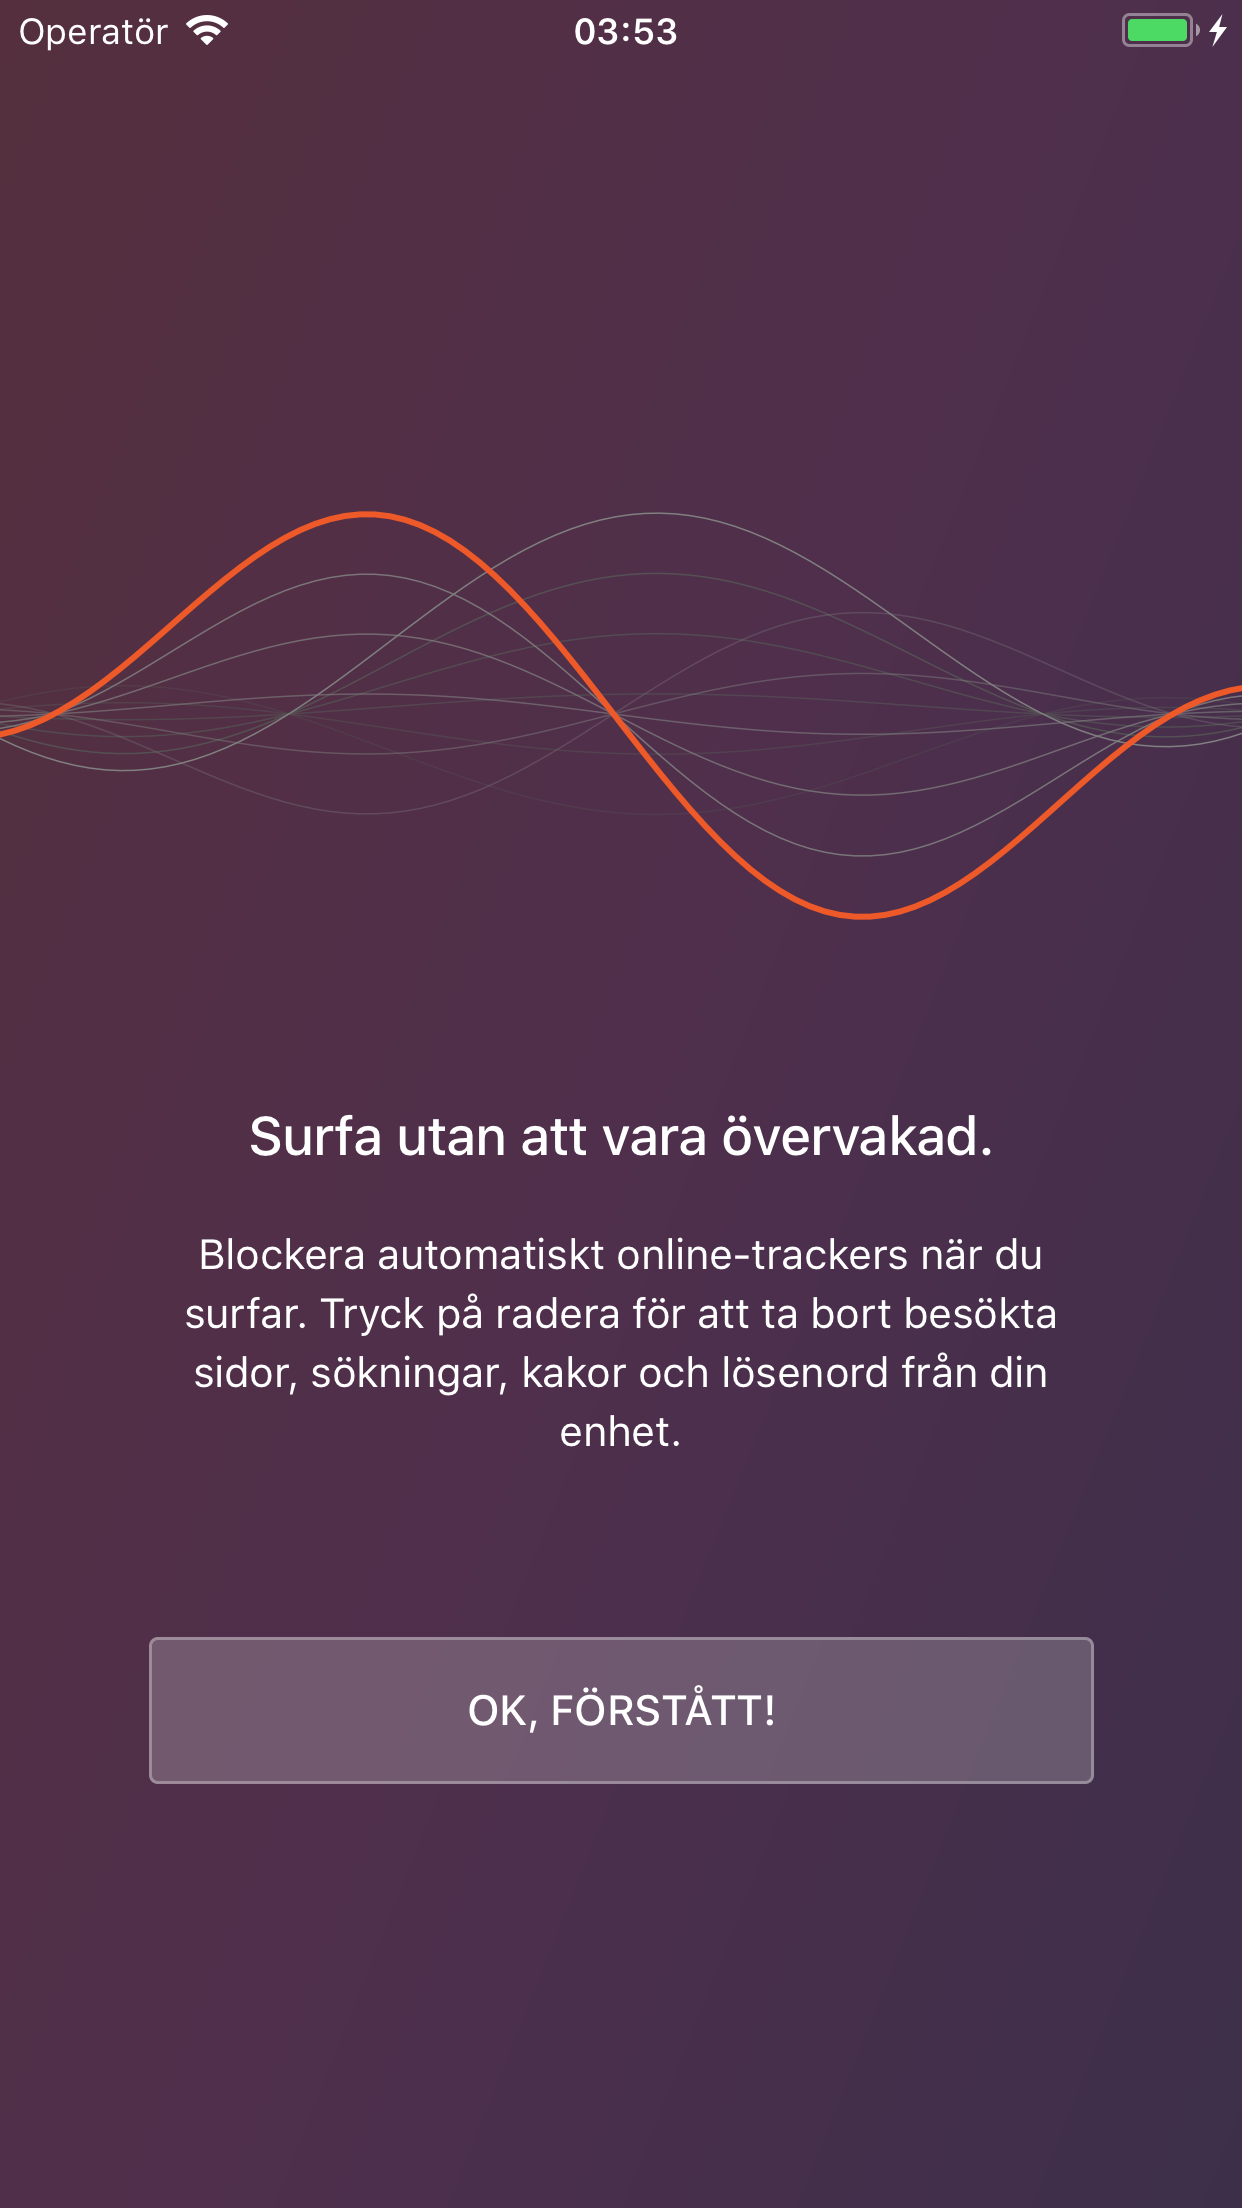 Operatör
03:53
Surfa utan att vara övervakad.
Blockera automatiskt online-trackers när du
surfar. Tryck på radera för att ta bort besökta
sidor, sökningar, kakor och lösenord från din
enhet.
OK, FÖRSTÅTT!